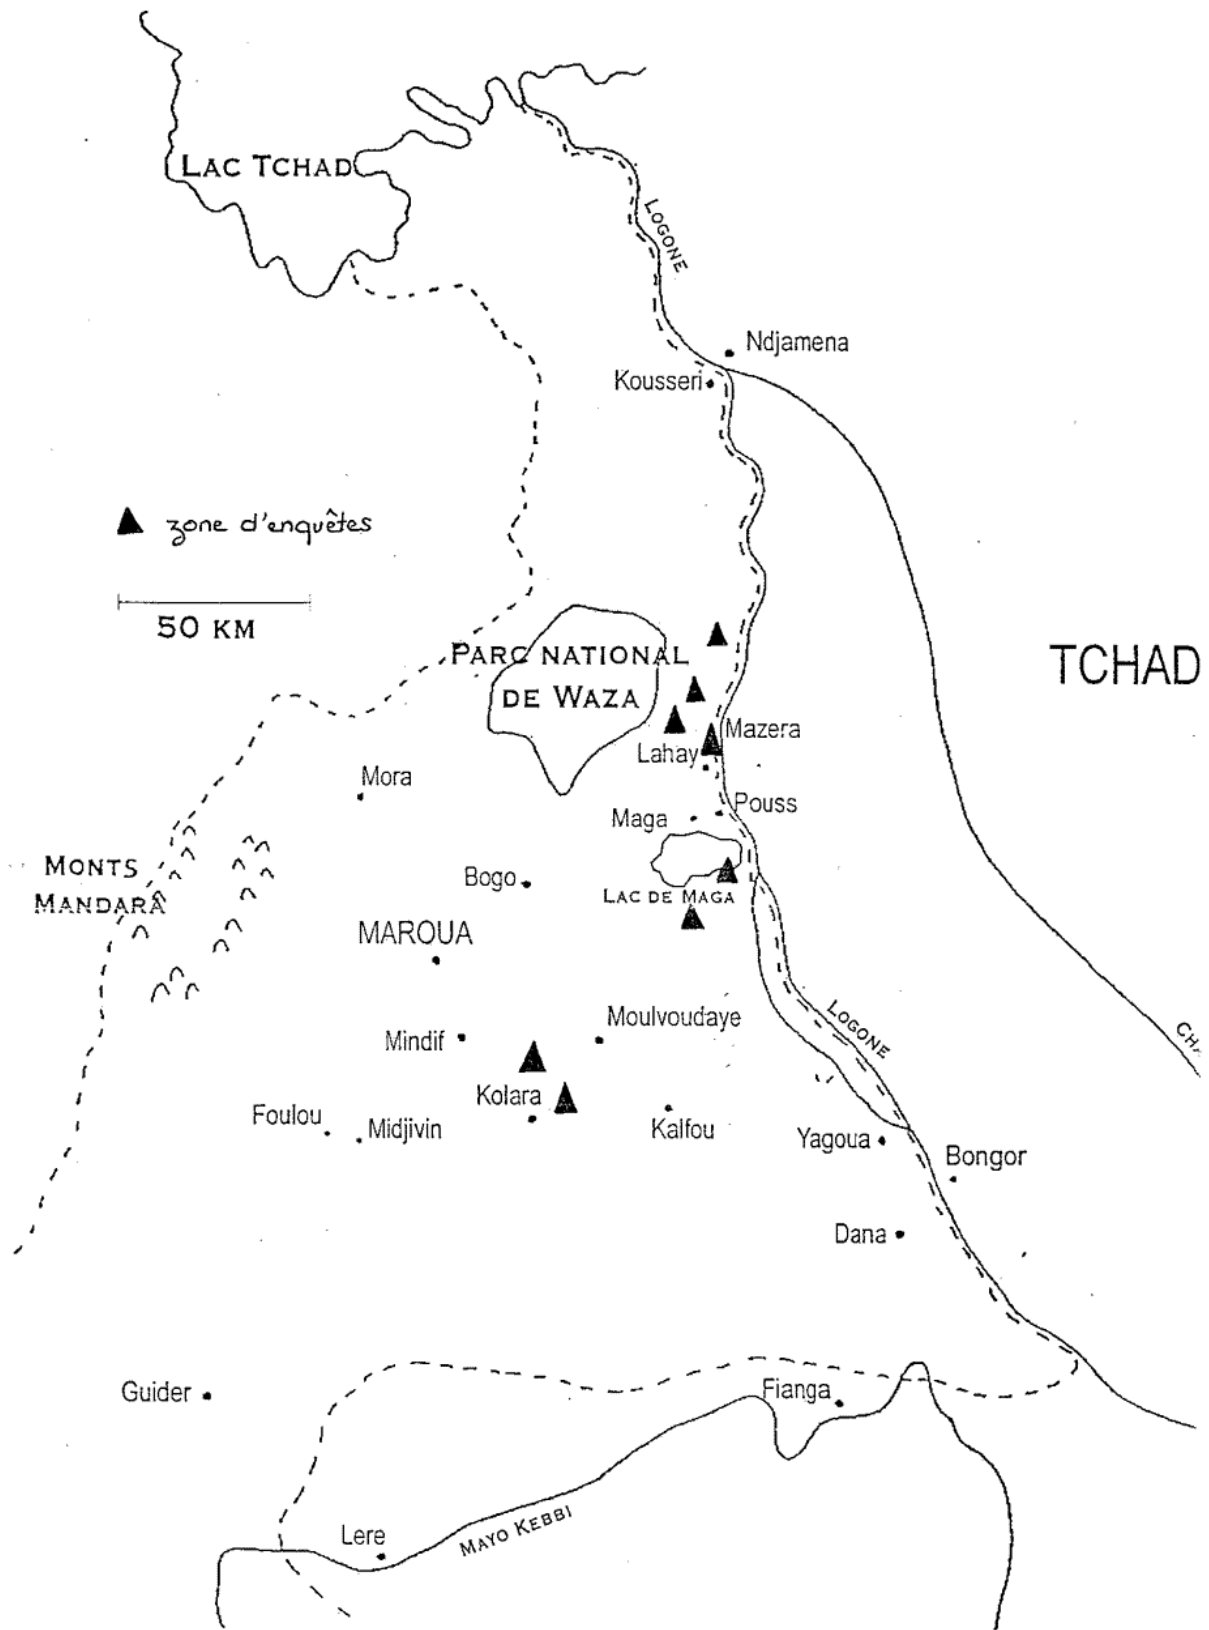 LAC TCHAD
LOGONE
Ndjamena
Kousseri
zone d'enquêtes
50 KM
PARC NATIONAL
DE WAZA
TCHAD
Mazera
Lahay
Mora
Pouss
Maga
MONTS
MANDARA
Bogo
LAC DE MAGA
MAROUA
Moulvoudaye
LOGONE
CHA
Mindif
Kolara
Foulou
Midjivin
Kalfou
Yagoua
Bongor
Dana
Guider
Fianga
Lere
MAYO KEBBI